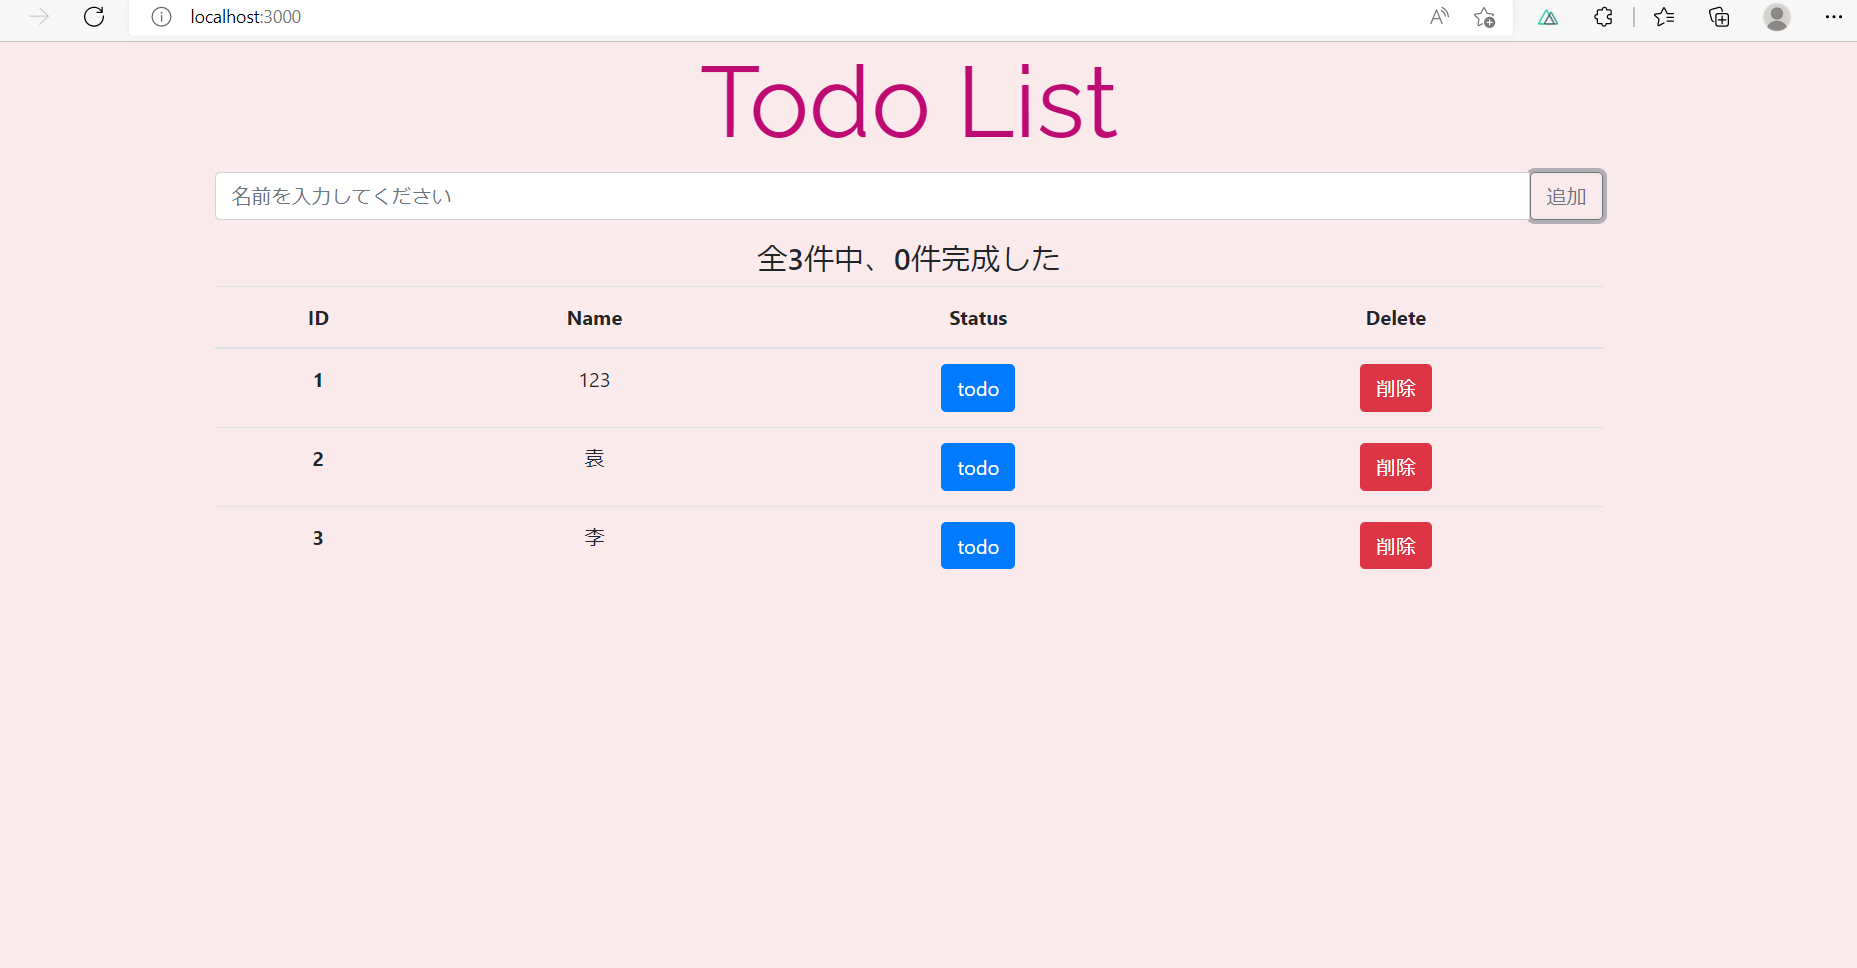 localhost:3000
Todo List
名前を入力してください 追加
全3件中、0件完成した
ID Name Status Delete
1 123 todo 削除
2 袁 todo 削除
3 李 todo 削除